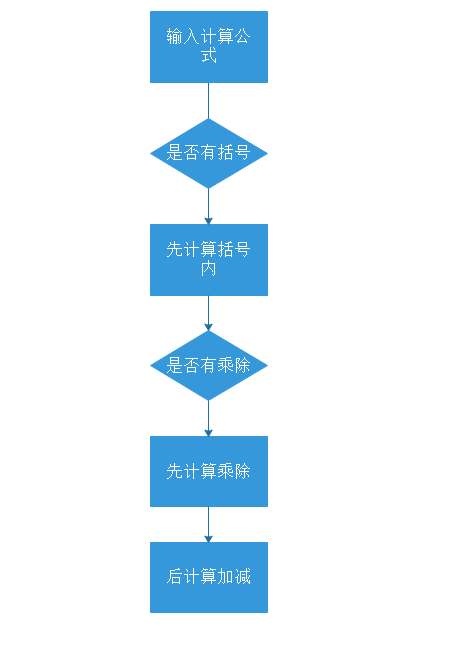 输入计算公
式
是否有括号
先计算括号
内
是否有乘除
先计算乘除
后计算加减